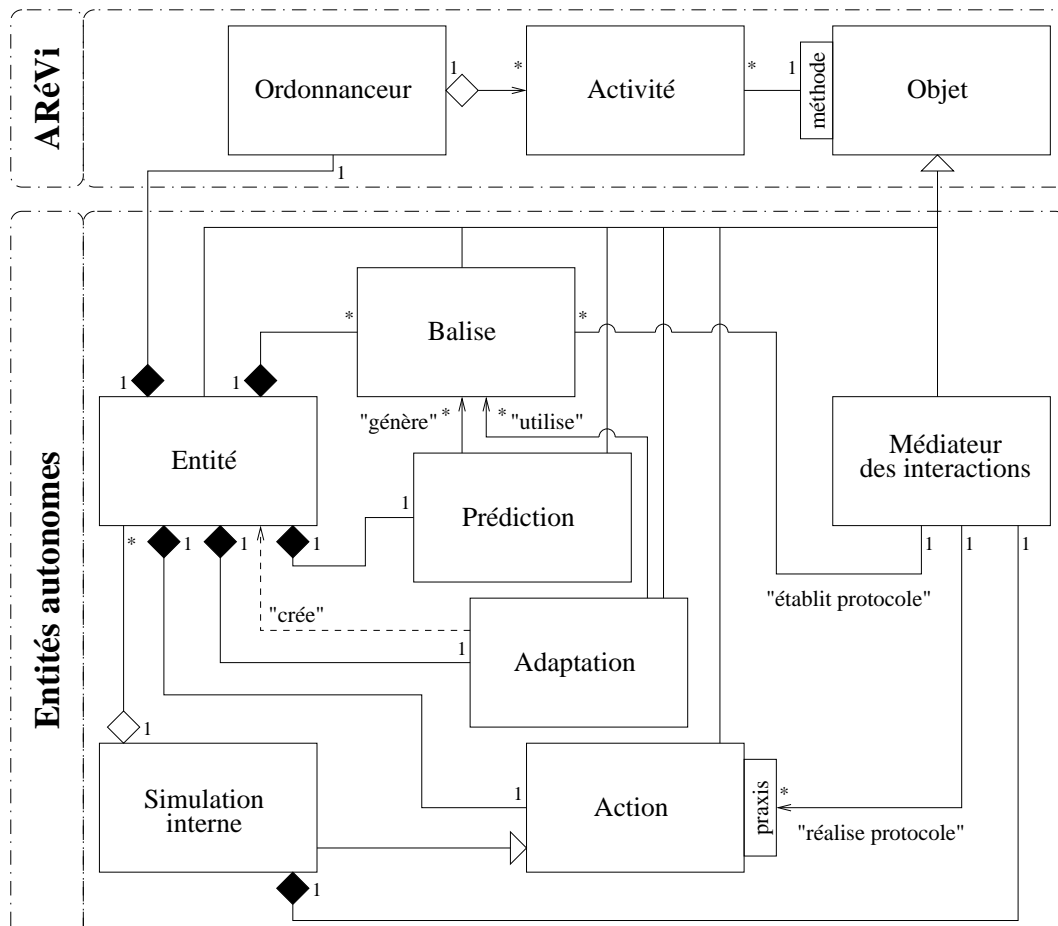 ARéVi
Ordonnanceur
1
*
Activité
*
1
méthode
Objet
1
Entités autonomes
*
Balise
*
1
1
"génère"
*
*
"utilise"
Entité
Médiateur
des interactions
1
Prédiction
*
1
1
1
1
1
1
"crée"
"établit protocole"
1
Adaptation
1
Simulation
interne
1
Action
praxis
*
"réalise protocole"
1